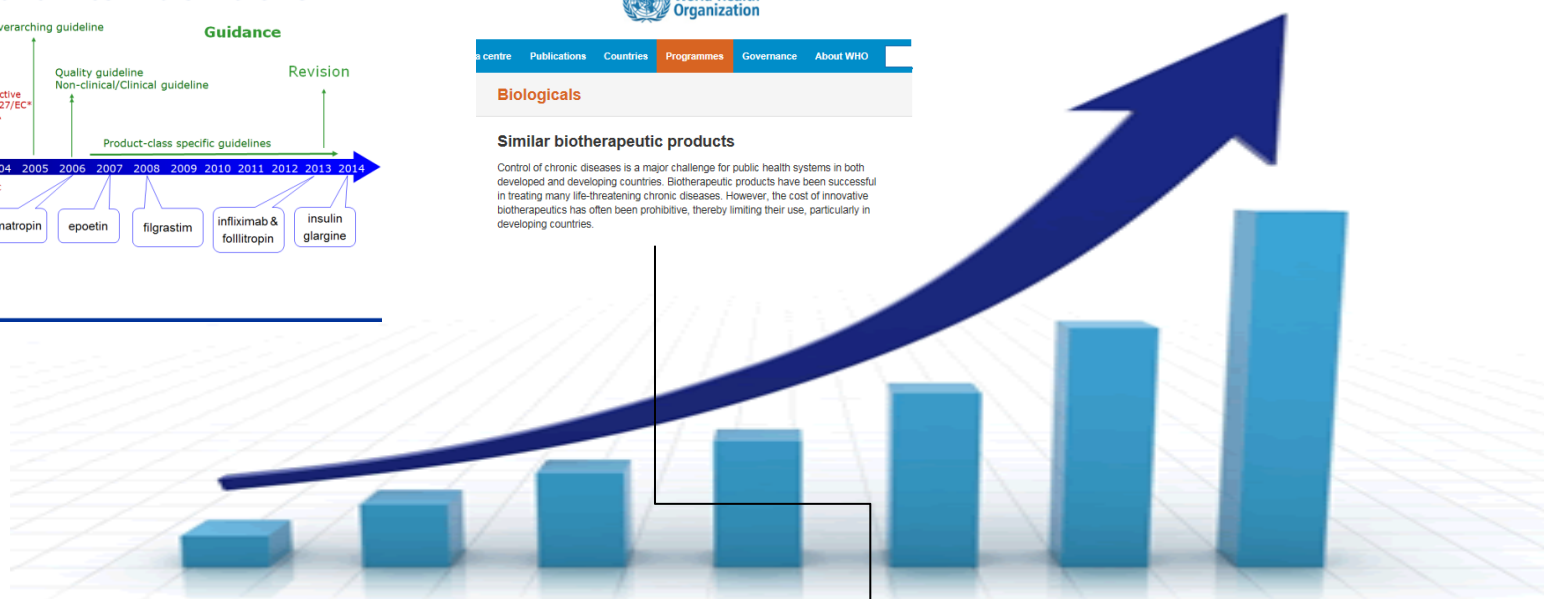 verarching guideline
Guidance
Quality guideline
Non-clinical/Clinical guideline
Revision
ctive
27/EC*
Product-class specific guidelines
04 2005 2006 2007 2008 2009 2010 2011 2012 2013 2014
natropin
epoetin
filgrastim
infliximab &
folllitropin
insulin
glargine
Organization
a centre Publications Countries Programmes Governance About WHO
Biologicals
Similar biotherapeutic products
Control of chronic diseases is a major challenge for public health systems in both
developed and developing countries. Biotherapeutic products have been successful
in treating many life-threatening chronic diseases. However, the cost of innovative
biotherapeutics has often been prohibitive, thereby limiting their use, particularly in
developing countries.